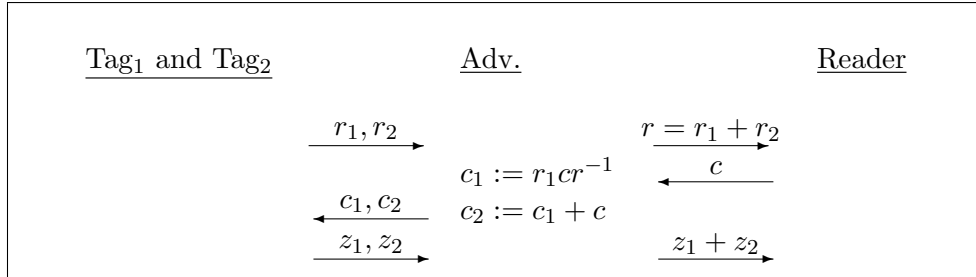 Tag₁ and Tag₂ Adv. Reader
r₁, r₂ r = r₁ + r₂
c₁ := r₁cr⁻¹ c
c₁, c₂ c₂ := c₁ + c
z₁, z₂ z₁ + z₂